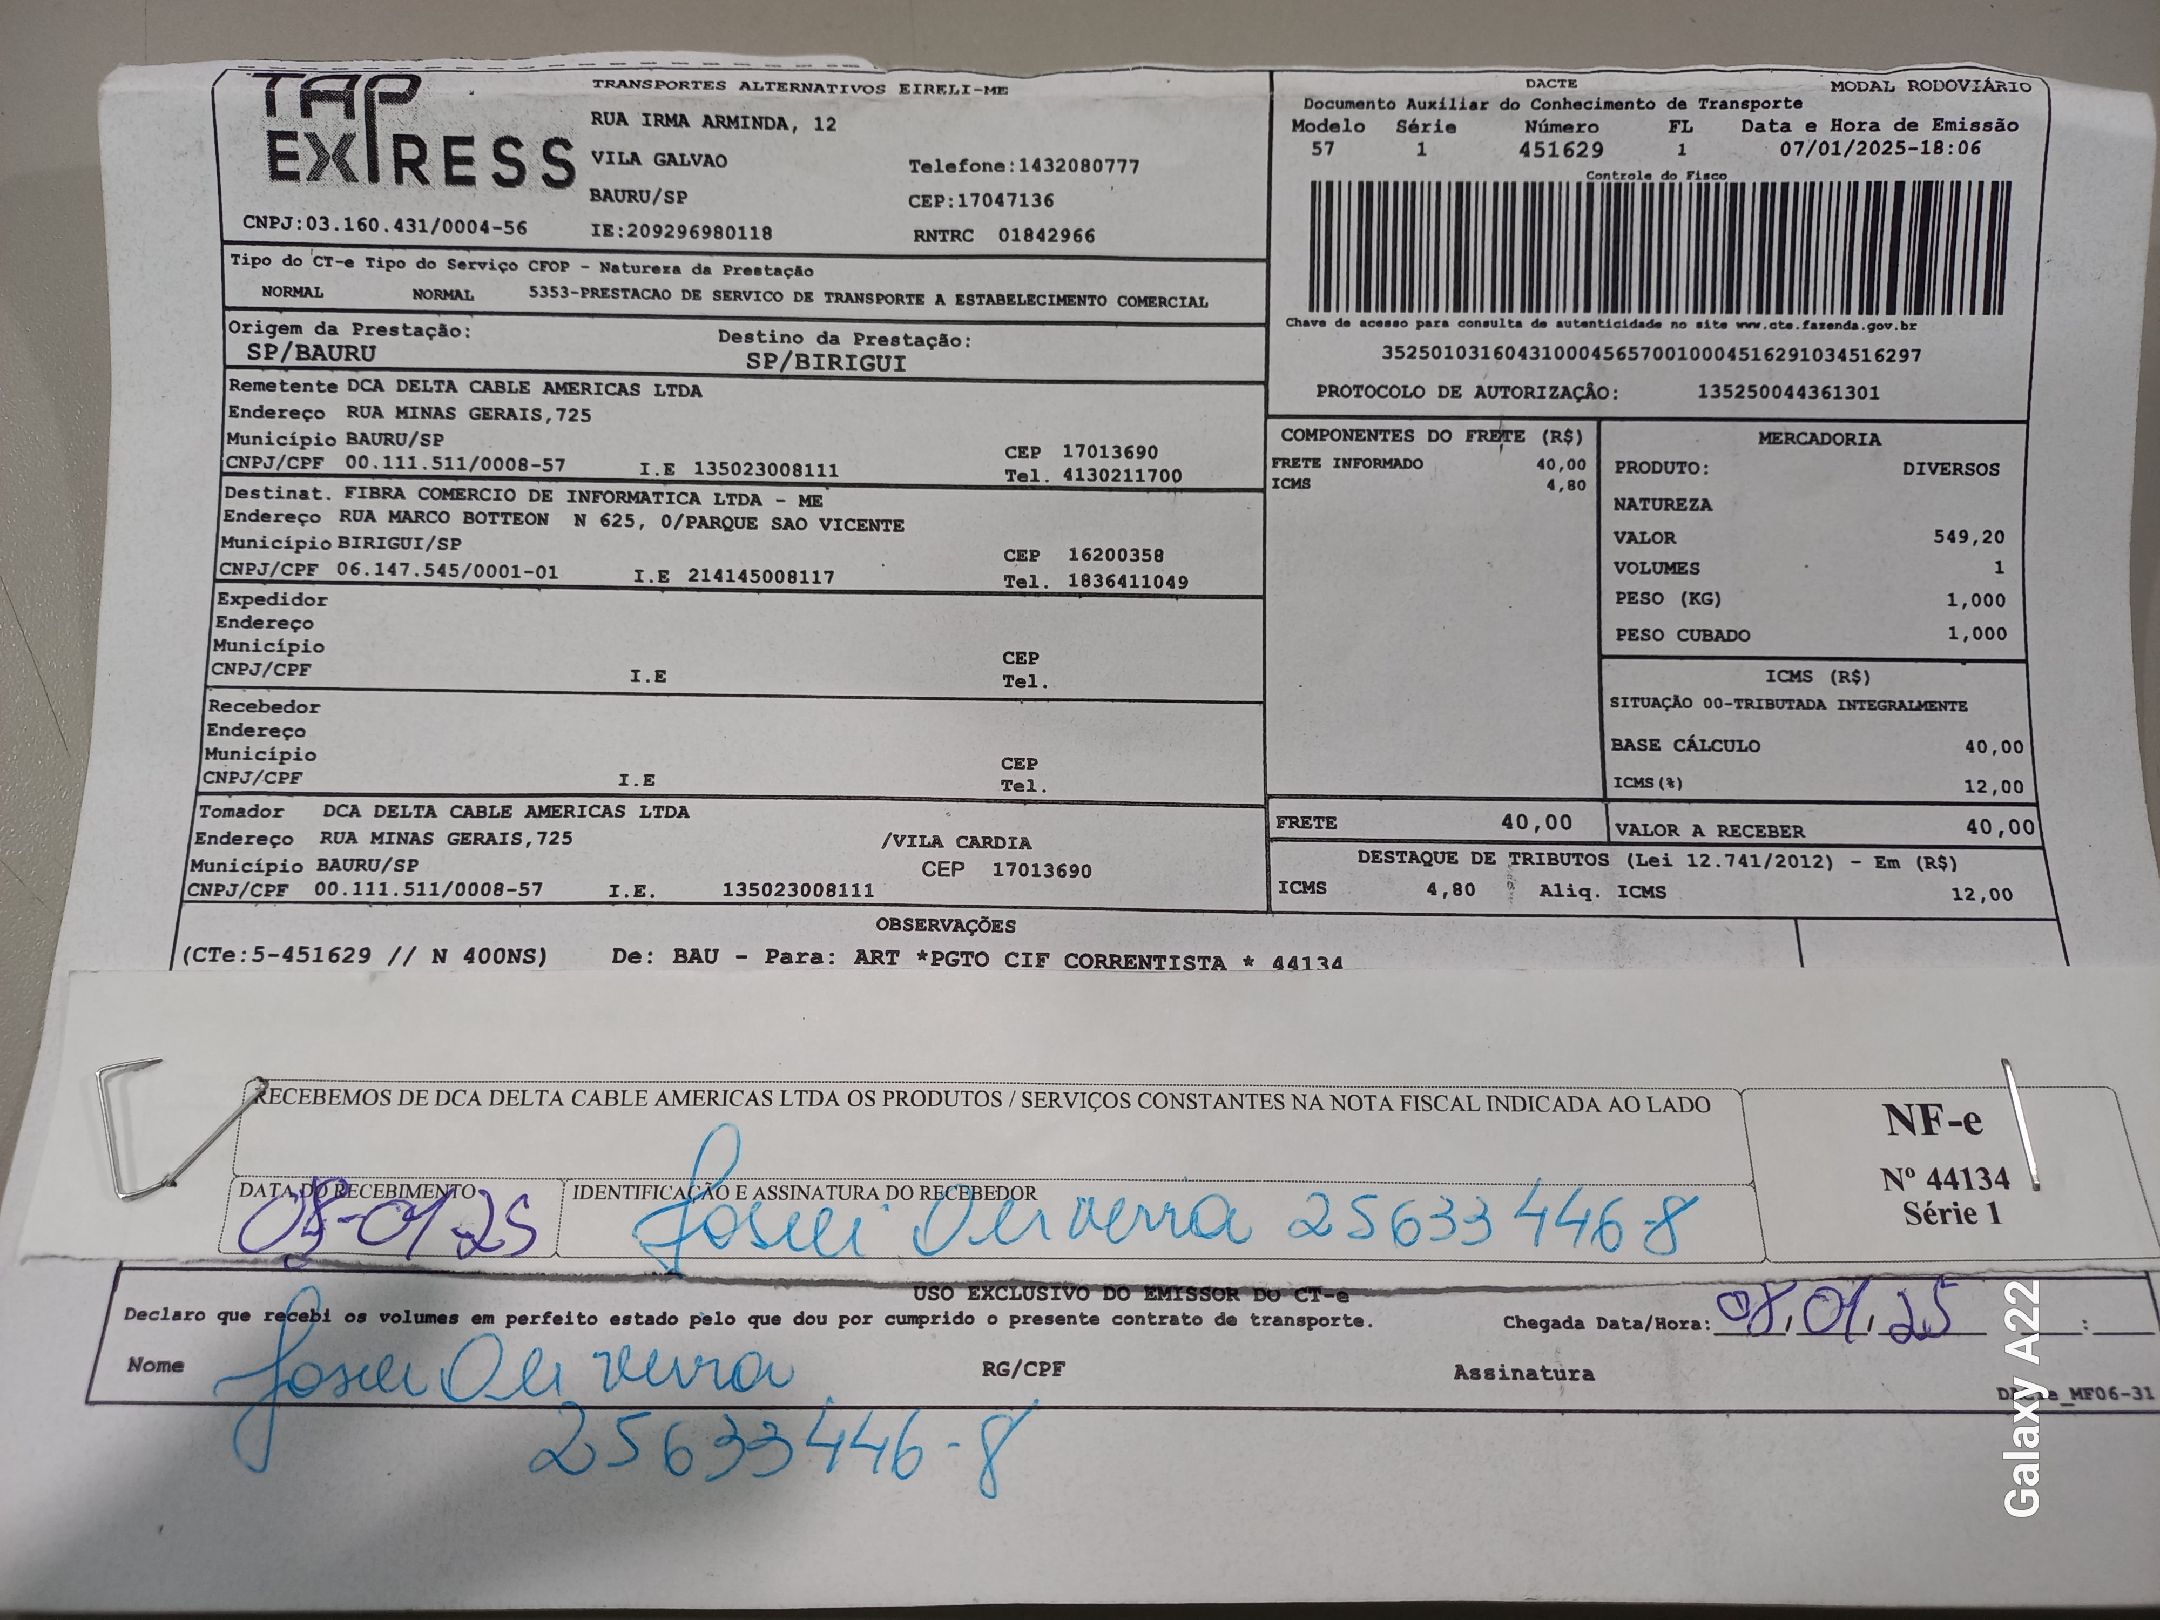 TAP EXPRESS
TRANSPORTES ALTERNATIVOS EIRELI-ME
RUA IRMA ARMINDA, 12
VILA GALVAO Telefone:1432080777
BAURU/SP CEP:17047136
CNPJ:03.160.431/0004-56 IE:209296980118 RNTRC 01842966
DACTE MODAL RODOVIÁRIO
Documento Auxiliar do Conhecimento de Transporte
Modelo Série Número FL Data e Hora de Emissão
57 1 451629 1 07/01/2025-18:06
Controle do Fisco
Chave de acesso para consulta de autenticidade no site www.cte.fazenda.gov.br
35250103160431000456570010004516291034516297
PROTOCOLO DE AUTORIZAÇÃO: 135250044361301
Tipo do CT-e Tipo do Serviço CFOP - Natureza da Prestação
NORMAL NORMAL 5353-PRESTACAO DE SERVICO DE TRANSPORTE A ESTABELECIMENTO COMERCIAL
Origem da Prestação: Destino da Prestação:
SP/BAURU SP/BIRIGUI
Remetente DCA DELTA CABLE AMERICAS LTDA
Endereço RUA MINAS GERAIS,725
Município BAURU/SP CEP 17013690
CNPJ/CPF 00.111.511/0008-57 I.E 135023008111 Tel. 4130211700
Destinat. FIBRA COMERCIO DE INFORMATICA LTDA - ME
Endereço RUA MARCO BOTTEON N 625, 0/PARQUE SAO VICENTE
Município BIRIGUI/SP CEP 16200358
CNPJ/CPF 06.147.545/0001-01 I.E 214145008117 Tel. 1836411049
Expedidor
Endereço
Município CEP
CNPJ/CPF I.E Tel.
Recebedor
Endereço
Município CEP
CNPJ/CPF I.E Tel.
Tomador DCA DELTA CABLE AMERICAS LTDA
Endereço RUA MINAS GERAIS,725 /VILA CARDIA
Município BAURU/SP CEP 17013690
CNPJ/CPF 00.111.511/0008-57 I.E. 135023008111
COMPONENTES DO FRETE (R$)
FRETE INFORMADO 40,00
ICMS 4,80
MERCADORIA
PRODUTO: DIVERSOS
NATUREZA
VALOR 549,20
VOLUMES 1
PESO (KG) 1,000
PESO CUBADO 1,000
ICMS (R$)
SITUAÇÃO 00-TRIBUTADA INTEGRALMENTE
BASE CÁLCULO 40,00
ICMS(%) 12,00
FRETE 40,00 VALOR A RECEBER 40,00
DESTAQUE DE TRIBUTOS (Lei 12.741/2012) - Em (R$)
ICMS 4,80 Aliq. ICMS 12,00
OBSERVAÇÕES
(CTe:5-451629 // N 400NS) De: BAU - Para: ART *PGTO CIF CORRENTISTA * 44134
RECEBEMOS DE DCA DELTA CABLE AMERICAS LTDA OS PRODUTOS / SERVIÇOS CONSTANTES NA NOTA FISCAL INDICADA AO LADO
NF-e
Nº 44134
Série 1
DATA DO RECEBIMENTO IDENTIFICAÇÃO E ASSINATURA DO RECEBEDOR
08-01-25 Oliveira 25633446-8
USO EXCLUSIVO DO EMISSOR DO CT-e
Declaro que recebi os volumes em perfeito estado pelo que dou por cumprido o presente contrato de transporte. Chegada Data/Hora: 08,01,25 :
Nome Oliveira RG/CPF Assinatura
25633446-8
Galaxy A22